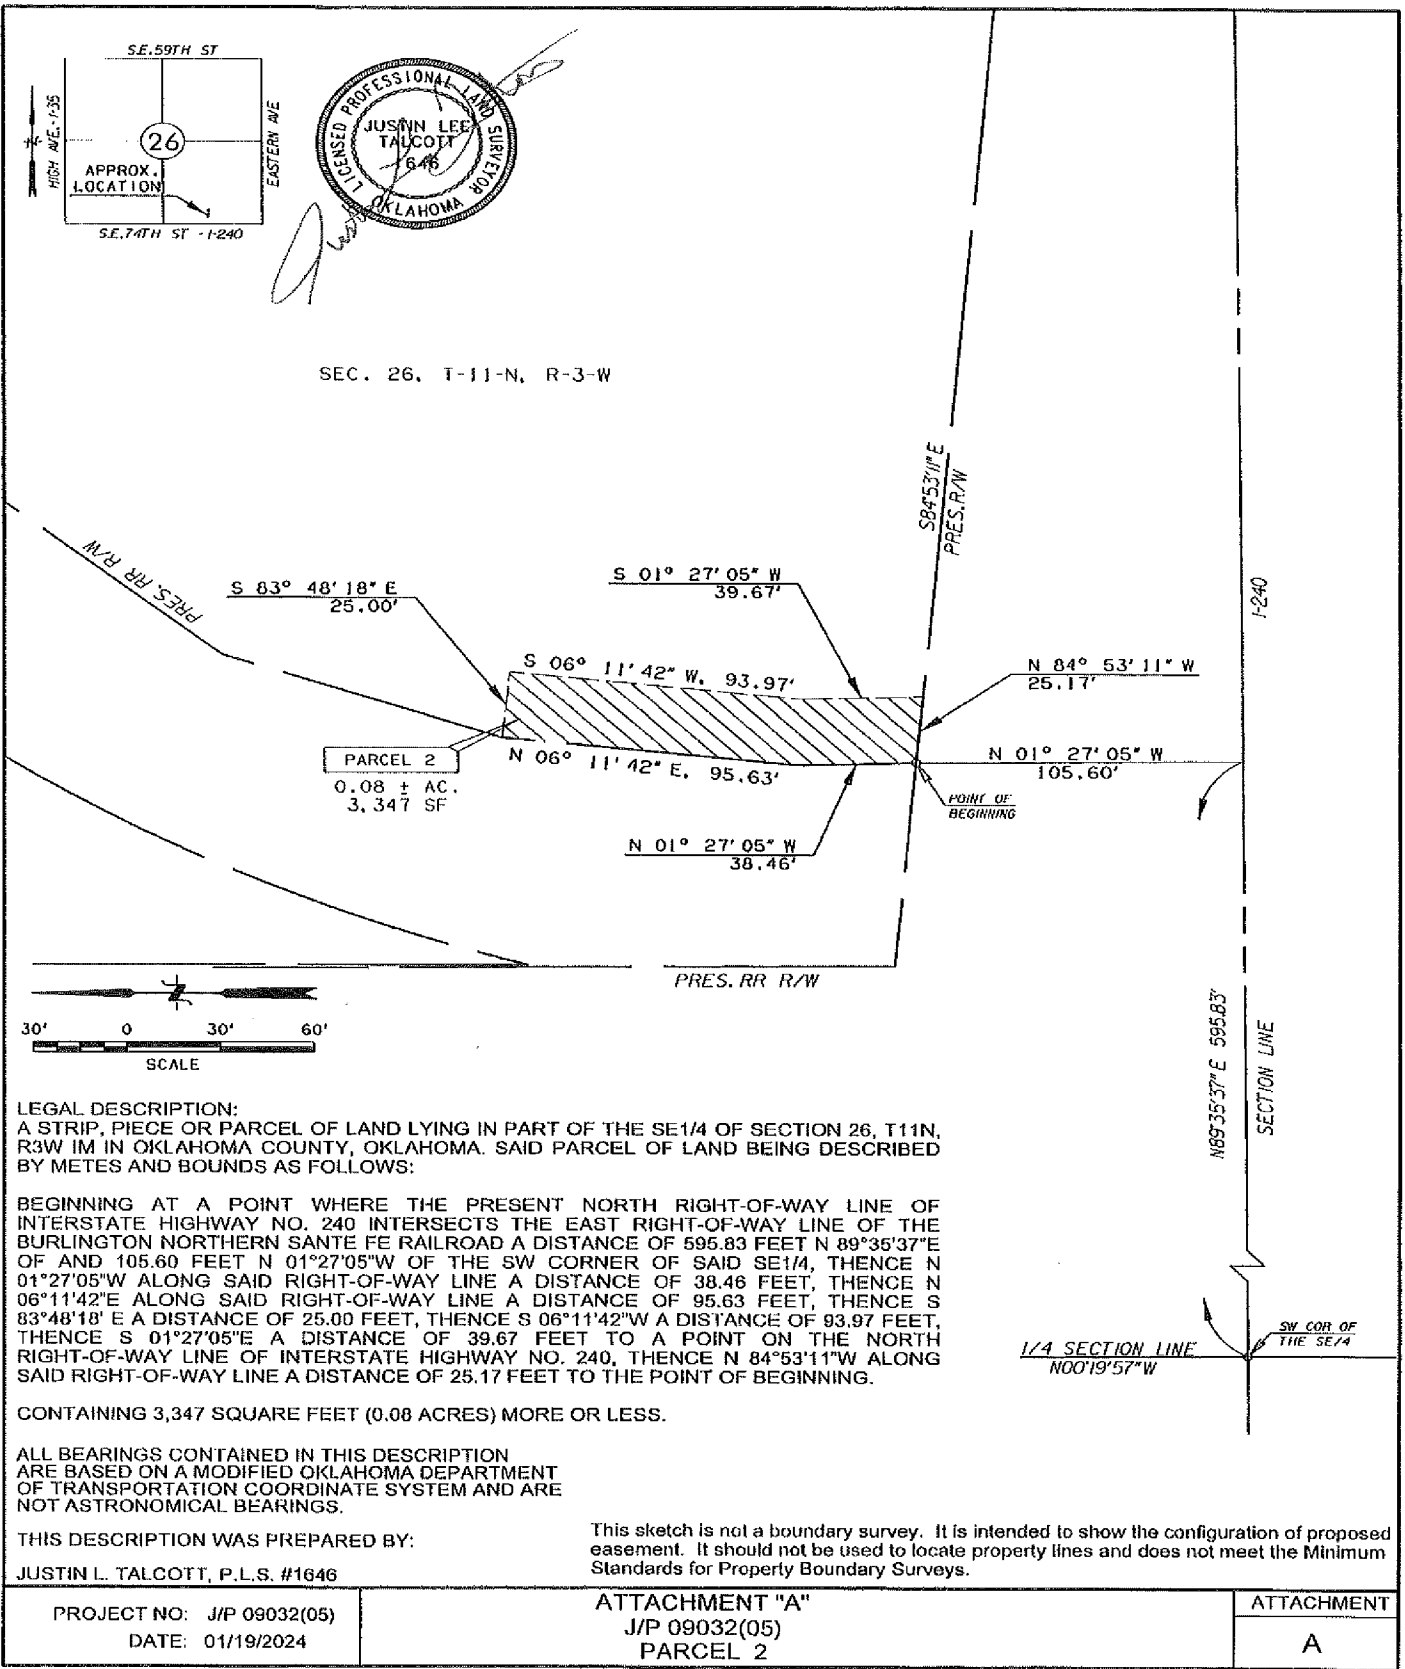 S.E.59TH ST
HIGH AVE.-I-35
EASTERN AVE
26
APPROX.
LOCATION
S.E.74TH ST - I-240
LICENSED PROFESSIONAL LAND SURVEYOR
JUSTIN LEE
TALCOTT
1646
OKLAHOMA
SEC. 26, T-11-N, R-3-W
S84°53'11"E
PRES. R/W
PRES. RR R/W
S 83° 48' 18" E
25.00'
S 01° 27' 05" W
39.67'
I-240
S 06° 11' 42" W, 93.97'
N 84° 53' 11" W
25.17'
PARCEL 2
0.08 ± AC.
3,347 SF
N 06° 11' 42" E, 95.63'
N 01° 27' 05" W
105.60'
POINT OF
BEGINNING
N 01° 27' 05" W
38.46'
PRES. RR R/W
30' 0 30' 60'
SCALE
N89°35'37"E 595.83'
SECTION LINE
LEGAL DESCRIPTION:
A STRIP, PIECE OR PARCEL OF LAND LYING IN PART OF THE SE1/4 OF SECTION 26, T11N,
R3W IM IN OKLAHOMA COUNTY, OKLAHOMA. SAID PARCEL OF LAND BEING DESCRIBED
BY METES AND BOUNDS AS FOLLOWS:
BEGINNING AT A POINT WHERE THE PRESENT NORTH RIGHT-OF-WAY LINE OF
INTERSTATE HIGHWAY NO. 240 INTERSECTS THE EAST RIGHT-OF-WAY LINE OF THE
BURLINGTON NORTHERN SANTE FE RAILROAD A DISTANCE OF 595.83 FEET N 89°35'37"E
OF AND 105.60 FEET N 01°27'05"W OF THE SW CORNER OF SAID SE1/4, THENCE N
01°27'05"W ALONG SAID RIGHT-OF-WAY LINE A DISTANCE OF 38.46 FEET, THENCE N
06°11'42"E ALONG SAID RIGHT-OF-WAY LINE A DISTANCE OF 95.63 FEET, THENCE S
83°48'18' E A DISTANCE OF 25.00 FEET, THENCE S 06°11'42"W A DISTANCE OF 93.97 FEET,
THENCE S 01°27'05"E A DISTANCE OF 39.67 FEET TO A POINT ON THE NORTH
RIGHT-OF-WAY LINE OF INTERSTATE HIGHWAY NO. 240, THENCE N 84°53'11"W ALONG
SAID RIGHT-OF-WAY LINE A DISTANCE OF 25.17 FEET TO THE POINT OF BEGINNING.
1/4 SECTION LINE
N00°19'57"W
SW COR OF
THE SE/4
CONTAINING 3,347 SQUARE FEET (0.08 ACRES) MORE OR LESS.
ALL BEARINGS CONTAINED IN THIS DESCRIPTION
ARE BASED ON A MODIFIED OKLAHOMA DEPARTMENT
OF TRANSPORTATION COORDINATE SYSTEM AND ARE
NOT ASTRONOMICAL BEARINGS.
THIS DESCRIPTION WAS PREPARED BY:
JUSTIN L. TALCOTT, P.L.S. #1646
This sketch is not a boundary survey. It is intended to show the configuration of proposed
easement. It should not be used to locate property lines and does not meet the Minimum
Standards for Property Boundary Surveys.
PROJECT NO: J/P 09032(05)
DATE: 01/19/2024
ATTACHMENT "A"
J/P 09032(05)
PARCEL 2
ATTACHMENT
A